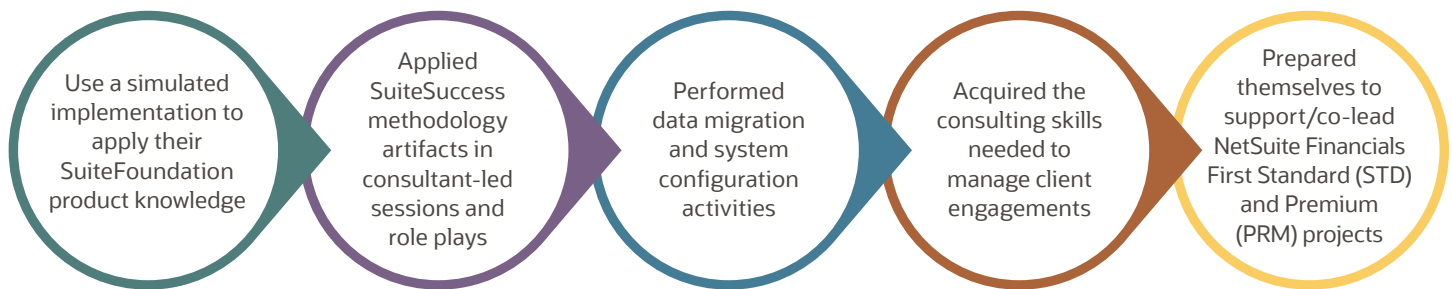 Use a simulated
implementation to
apply their
SuiteFoundation
product knowledge
Applied
SuiteSuccess
methodology
artifacts in
consultant-led
sessions and
role plays
Performed
data migration
and system
configuration
activities
Acquired the
consulting skills
needed to
manage client
engagements
Prepared
themselves to
support/co-lead
NetSuite Financials
First Standard (STD)
and Premium
(PRM) projects